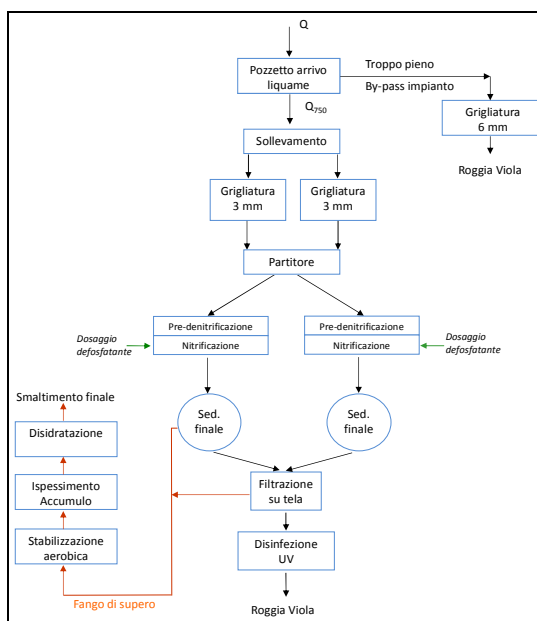 Q
Pozzetto arrivo
liquame
Troppo pieno
By-pass impianto
Grigliatura
6 mm
Roggia Viola
Q750
Sollevamento
Grigliatura
3 mm
Grigliatura
3 mm
Partitore
Pre-denitrificazione
Nitrificazione
Pre-denitrificazione
Nitrificazione
Dosaggio
defosfatante
Dosaggio
defosfatante
Sed.
finale
Sed.
finale
Smaltimento finale
Disidratazione
Ispessimento
Accumulo
Stabilizzazione
aerobica
Fango di supero
Filtrazione
su tela
Disinfezione
UV
Roggia Viola